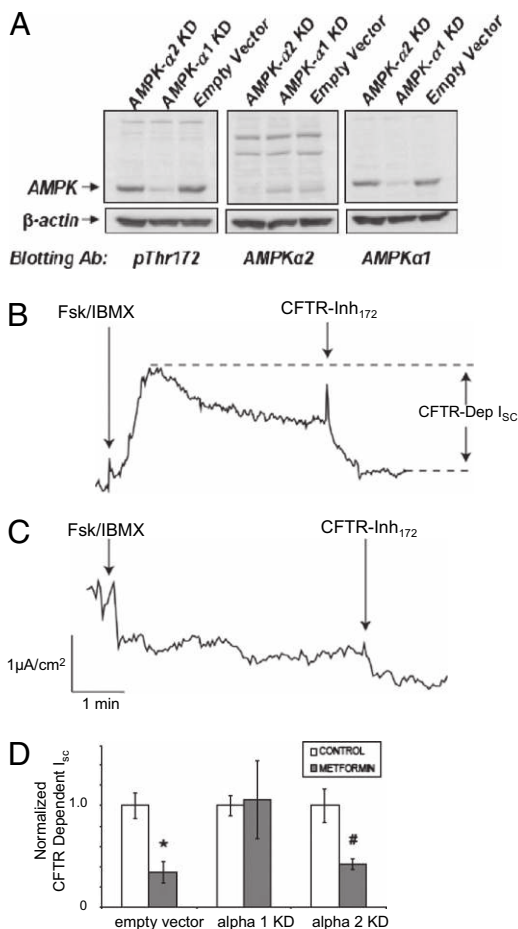 A
AMPK-α2 KD
AMPK-α1 KD
Empty Vector
AMPK-α2 KD
AMPK-α1 KD
Empty Vector
AMPK-α2 KD
AMPK-α1 KD
Empty Vector
AMPK
β-actin
Blotting Ab: pThr172 AMPKα2 AMPKα1
B
Fsk/IBMX
CFTR-Inh172
CFTR-Dep ISC
C
Fsk/IBMX
CFTR-Inh172
1µA/cm2
1 min
D
Normalized
CFTR Dependent Isc
1.0
0
CONTROL
METFORMIN
*
#
empty vector alpha 1 KD alpha 2 KD